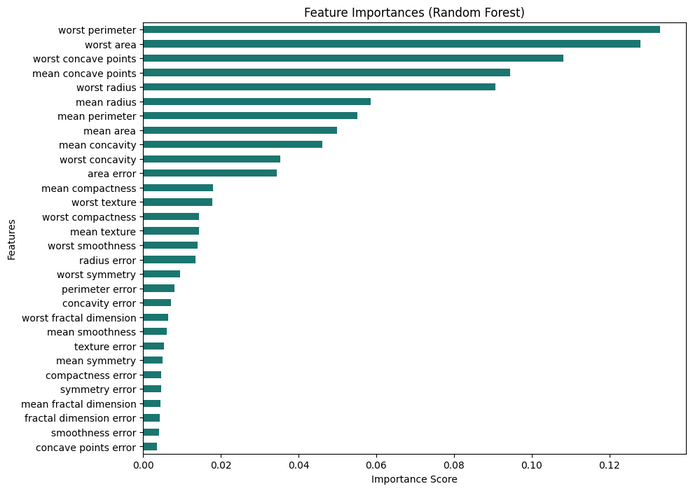 Feature Importances (Random Forest)
worst perimeter
worst area
worst concave points
mean concave points
worst radius
mean radius
mean perimeter
mean area
mean concavity
worst concavity
area error
mean compactness
worst texture
worst compactness
mean texture
worst smoothness
radius error
worst symmetry
perimeter error
concavity error
worst fractal dimension
mean smoothness
texture error
mean symmetry
compactness error
symmetry error
mean fractal dimension
fractal dimension error
smoothness error
concave points error
Features
0.00 0.02 0.04 0.06 0.08 0.10 0.12
Importance Score